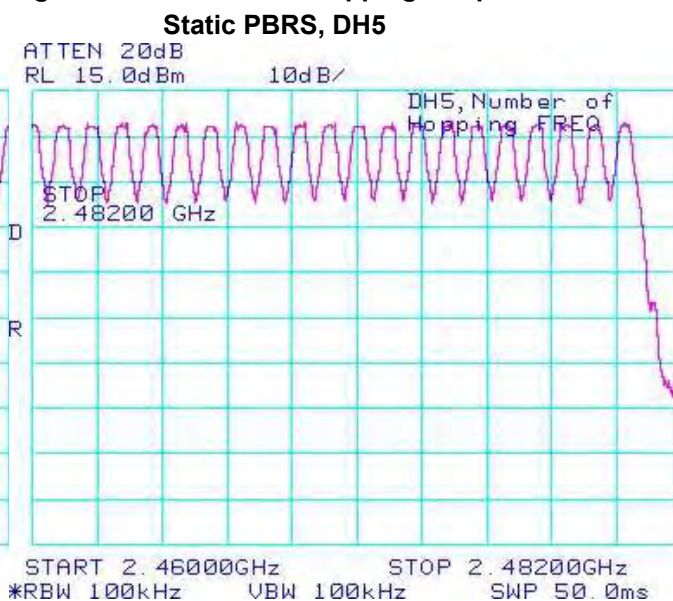 Static PBRS, DH5
ATTEN 20dB
RL 15.0dBm 10dB/
DH5, Number of
Hopping FREQ
STOP
2.48200 GHz
D
R
START 2.46000GHz STOP 2.48200GHz
*RBW 100kHz VBW 100kHz SWP 50.0ms